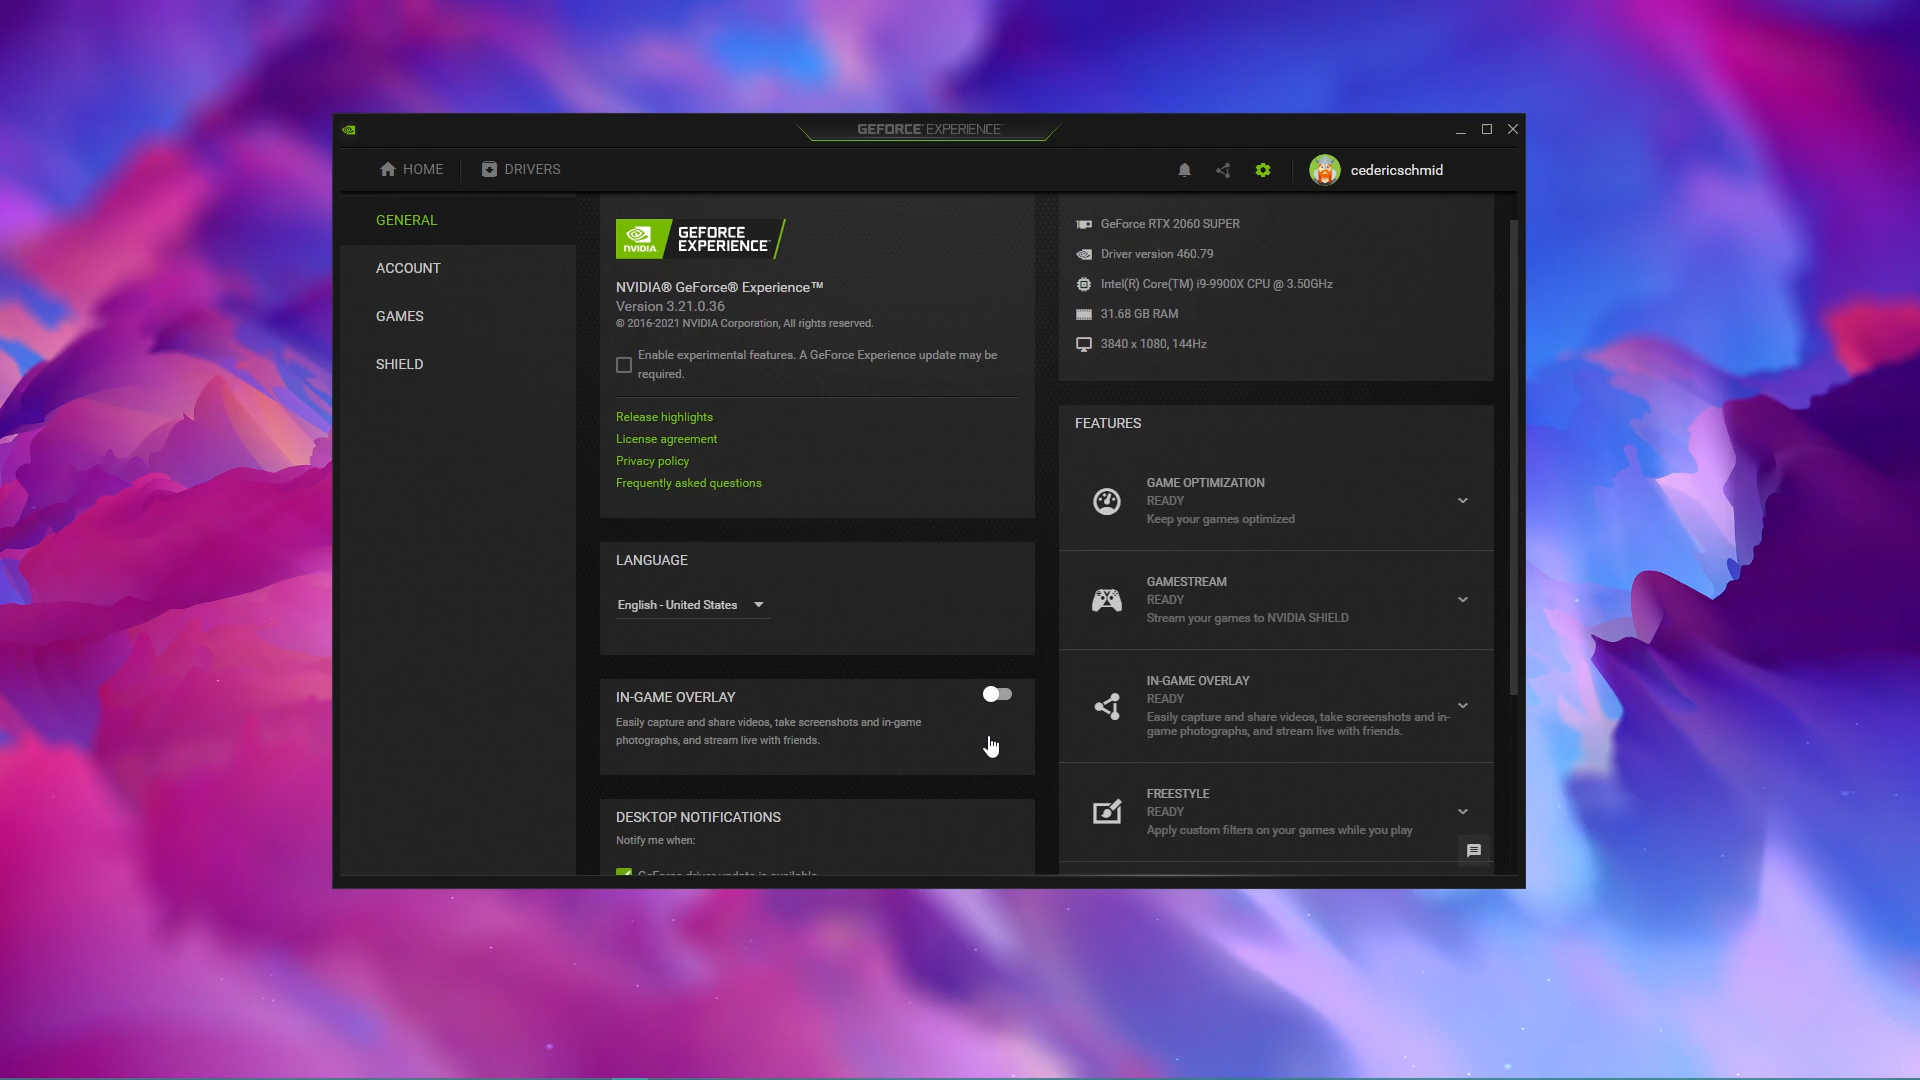 GEFORCE® EXPERIENCE™
HOME
DRIVERS
cedericschmid
GENERAL
ACCOUNT
GAMES
SHIELD
NVIDIA
GEFORCE
EXPERIENCE™
NVIDIA® GeForce® Experience™
Version 3.21.0.36
© 2016-2021 NVIDIA Corporation, All rights reserved.
Enable experimental features. A GeForce Experience update may be
required.
Release highlights
License agreement
Privacy policy
Frequently asked questions
LANGUAGE
English - United States
IN-GAME OVERLAY
Easily capture and share videos, take screenshots and in-game
photographs, and stream live with friends.
DESKTOP NOTIFICATIONS
Notify me when:
GeForce driver update is available
GeForce RTX 2060 SUPER
Driver version 460.79
Intel(R) Core(TM) i9-9900X CPU @ 3.50GHz
31.68 GB RAM
3840 x 1080, 144Hz
FEATURES
GAME OPTIMIZATION
READY
Keep your games optimized
GAMESTREAM
READY
Stream your games to NVIDIA SHIELD
IN-GAME OVERLAY
READY
Easily capture and share videos, take screenshots and in-
game photographs, and stream live with friends.
FREESTYLE
READY
Apply custom filters on your games while you play